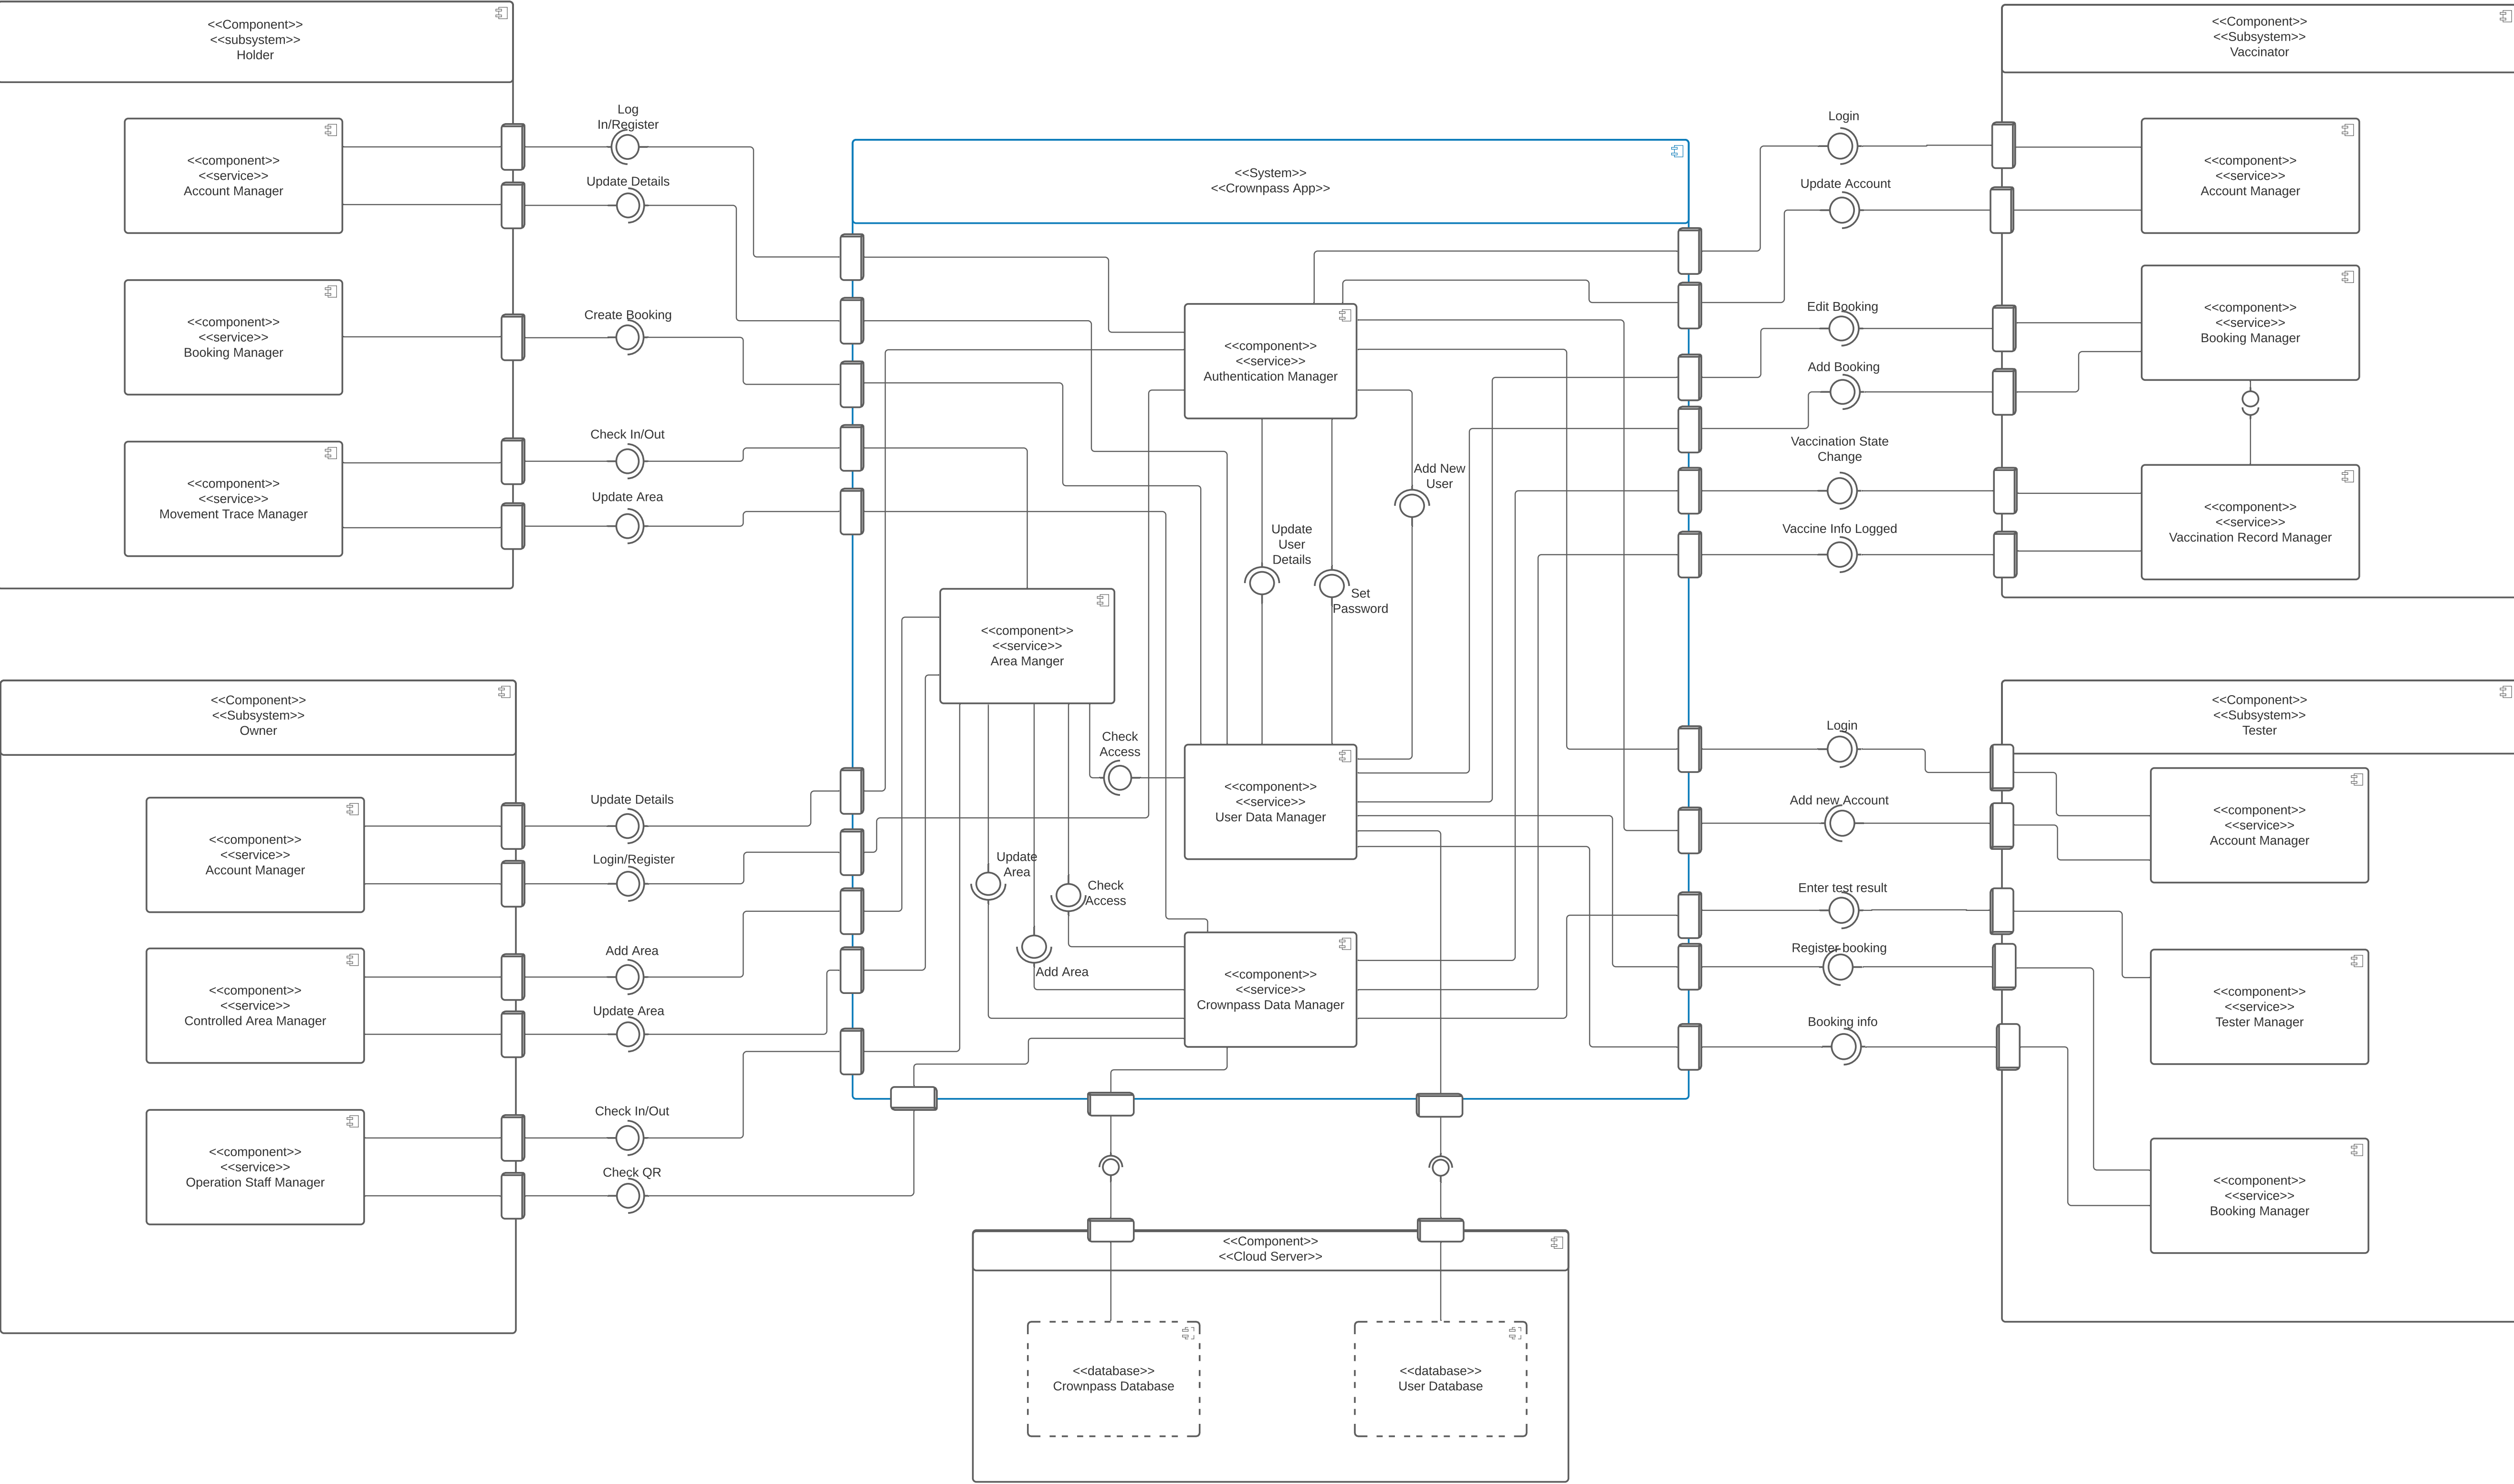 <<Component>>
<<subsystem>>
Holder
<<component>>
<<service>>
Account Manager
<<component>>
<<service>>
Booking Manager
<<component>>
<<service>>
Movement Trace Manager
Log
In/Register
Update Details
Create Booking
Check In/Out
Update Area
<<Component>>
<<Subsystem>>
Owner
<<component>>
<<service>>
Account Manager
<<component>>
<<service>>
Controlled Area Manager
<<component>>
<<service>>
Operation Staff Manager
Update Details
Login/Register
Add Area
Update Area
Check In/Out
Check QR
<<System>>
<<Crownpass App>>
<<component>>
<<service>>
Authentication Manager
Add New
User
Update
User
Details
Set
Password
<<component>>
<<service>>
Area Manger
Check
Access
<<component>>
<<service>>
User Data Manager
Update
Area
Check
Access
Add Area
<<component>>
<<service>>
Crownpass Data Manager
<<Component>>
<<Cloud Server>>
<<database>>
Crownpass Database
<<database>>
User Database
Login
Update Account
Edit Booking
Add Booking
Vaccination State
Change
Vaccine Info Logged
<<Component>>
<<Subsystem>>
Vaccinator
<<component>>
<<service>>
Account Manager
<<component>>
<<service>>
Booking Manager
<<component>>
<<service>>
Vaccination Record Manager
Login
Add new Account
Enter test result
Register booking
Booking info
<<Component>>
<<Subsystem>>
Tester
<<component>>
<<service>>
Account Manager
<<component>>
<<service>>
Tester Manager
<<component>>
<<service>>
Booking Manager